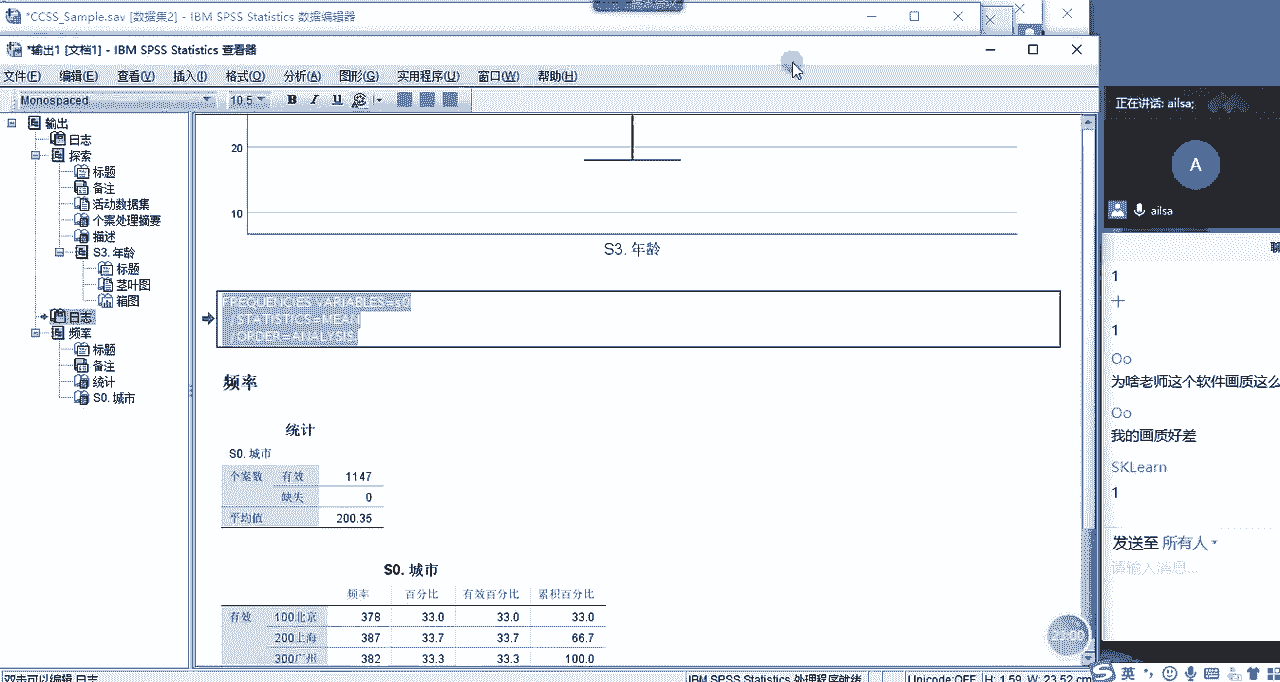 *CCSS_Sample.sav [数据集2] - IBM SPSS Statistics 数据编辑器
*输出1 [文档1] - IBM SPSS Statistics 查看器
文件(F) 编辑(E) 查看(V) 插入(I) 格式(O) 分析(A) 图形(G) 实用程序(U) 窗口(W) 帮助(H)
Monospaced 10.5 B I U
输出
日志
探索
标题
备注
活动数据集
个案处理摘要
描述
S3. 年龄
标题
茎叶图
箱图
日志
频率
标题
备注
统计
S0. 城市
20
10
S3. 年龄
FREQUENCIES VARIABLES=s0
/STATISTICS=MEAN
/ORDER=ANALYSIS.
频率
统计
S0. 城市
个案数 有效 1147
缺失 0
平均值 200.35
S0. 城市
频率 百分比 有效百分比 累积百分比
有效 100北京 378 33.0 33.0 33.0
200上海 387 33.7 33.7 66.7
300广州 382 33.3 33.3 100.0
双击可以编辑 日志
IBM SPSS Statistics 处理程序就绪
Unicode:OFF H: 1.59, W: 23.52 cm
正在讲话: ailsa;
A
ailsa
1
+
1
Oo
为啥老师这个软件画质这么
Oo
我的画质好差
SKLearn
1
发送至 所有人
请输入消息...
英